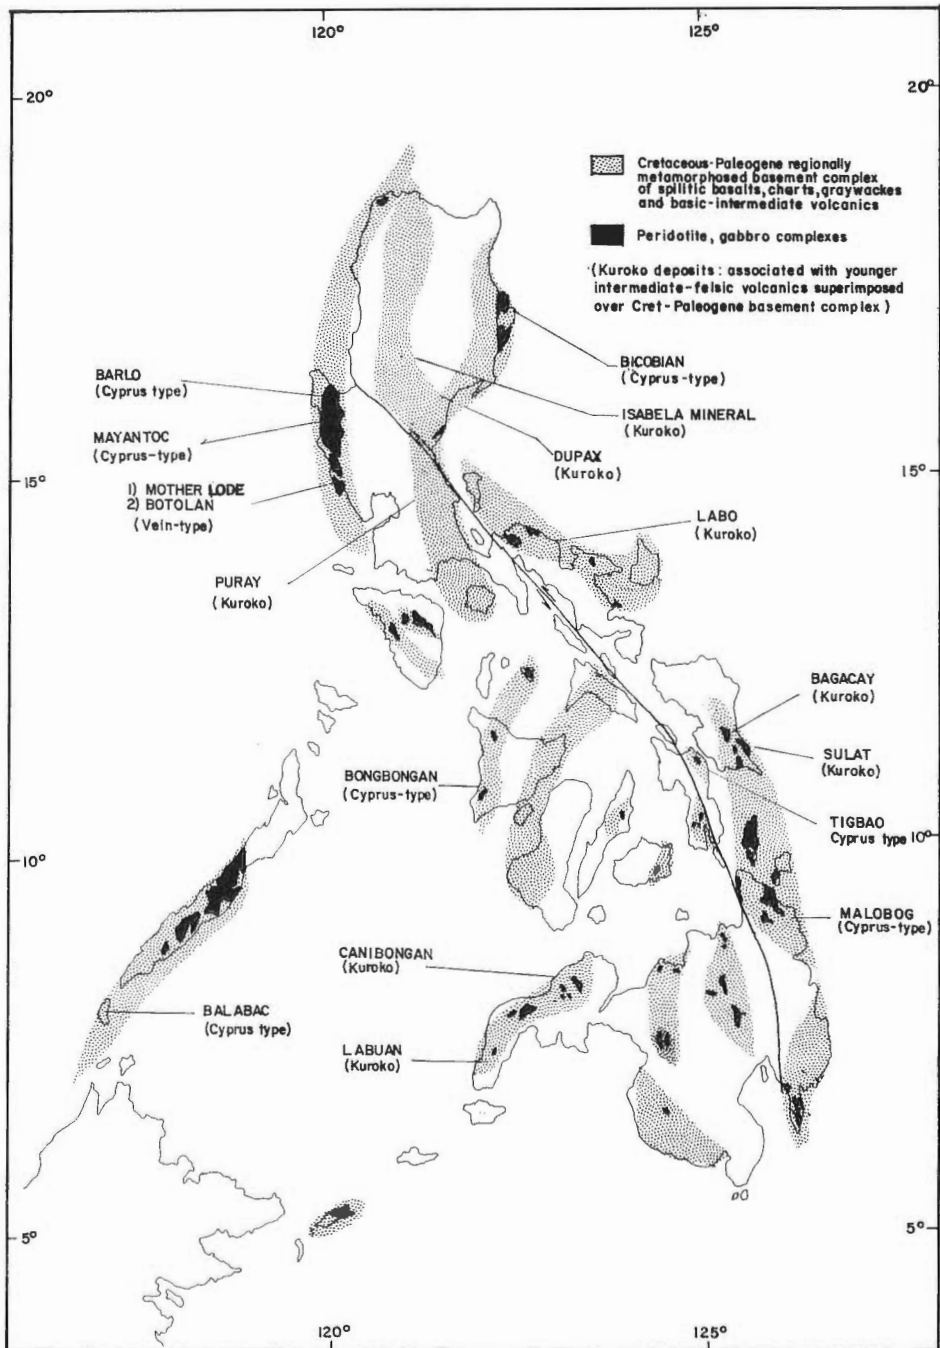 120°
125°
20°
20°
Cretaceous-Paleogene regionally
metamorphosed basement complex
of spilitic basalts, cherts, graywackes
and basic-intermediate volcanics
Peridotite, gabbro complexes
(Kuroko deposits: associated with younger
intermediate-felsic volcanics superimposed
over Cret-Paleogene basement complex)
BICOBIAN
(Cyprus-type)
BARLO
(Cyprus type)
ISABELA MINERAL
(Kuroko)
MAYANTOC
(Cyprus-type)
DUPAX
(Kuroko)
15°
15°
1) MOTHER LODE
2) BOTOLAN
(Vein-type)
LABO
(Kuroko)
PURAY
(Kuroko)
BAGACAY
(Kuroko)
SULAT
(Kuroko)
BONGBONGAN
(Cyprus-type)
TIGBAO
Cyprus type
10°
10°
MALOBOG
(Cyprus-type)
CANIBONGAN
(Kuroko)
BALABAC
(Cyprus type)
LABUAN
(Kuroko)
5°
5°
120°
125°